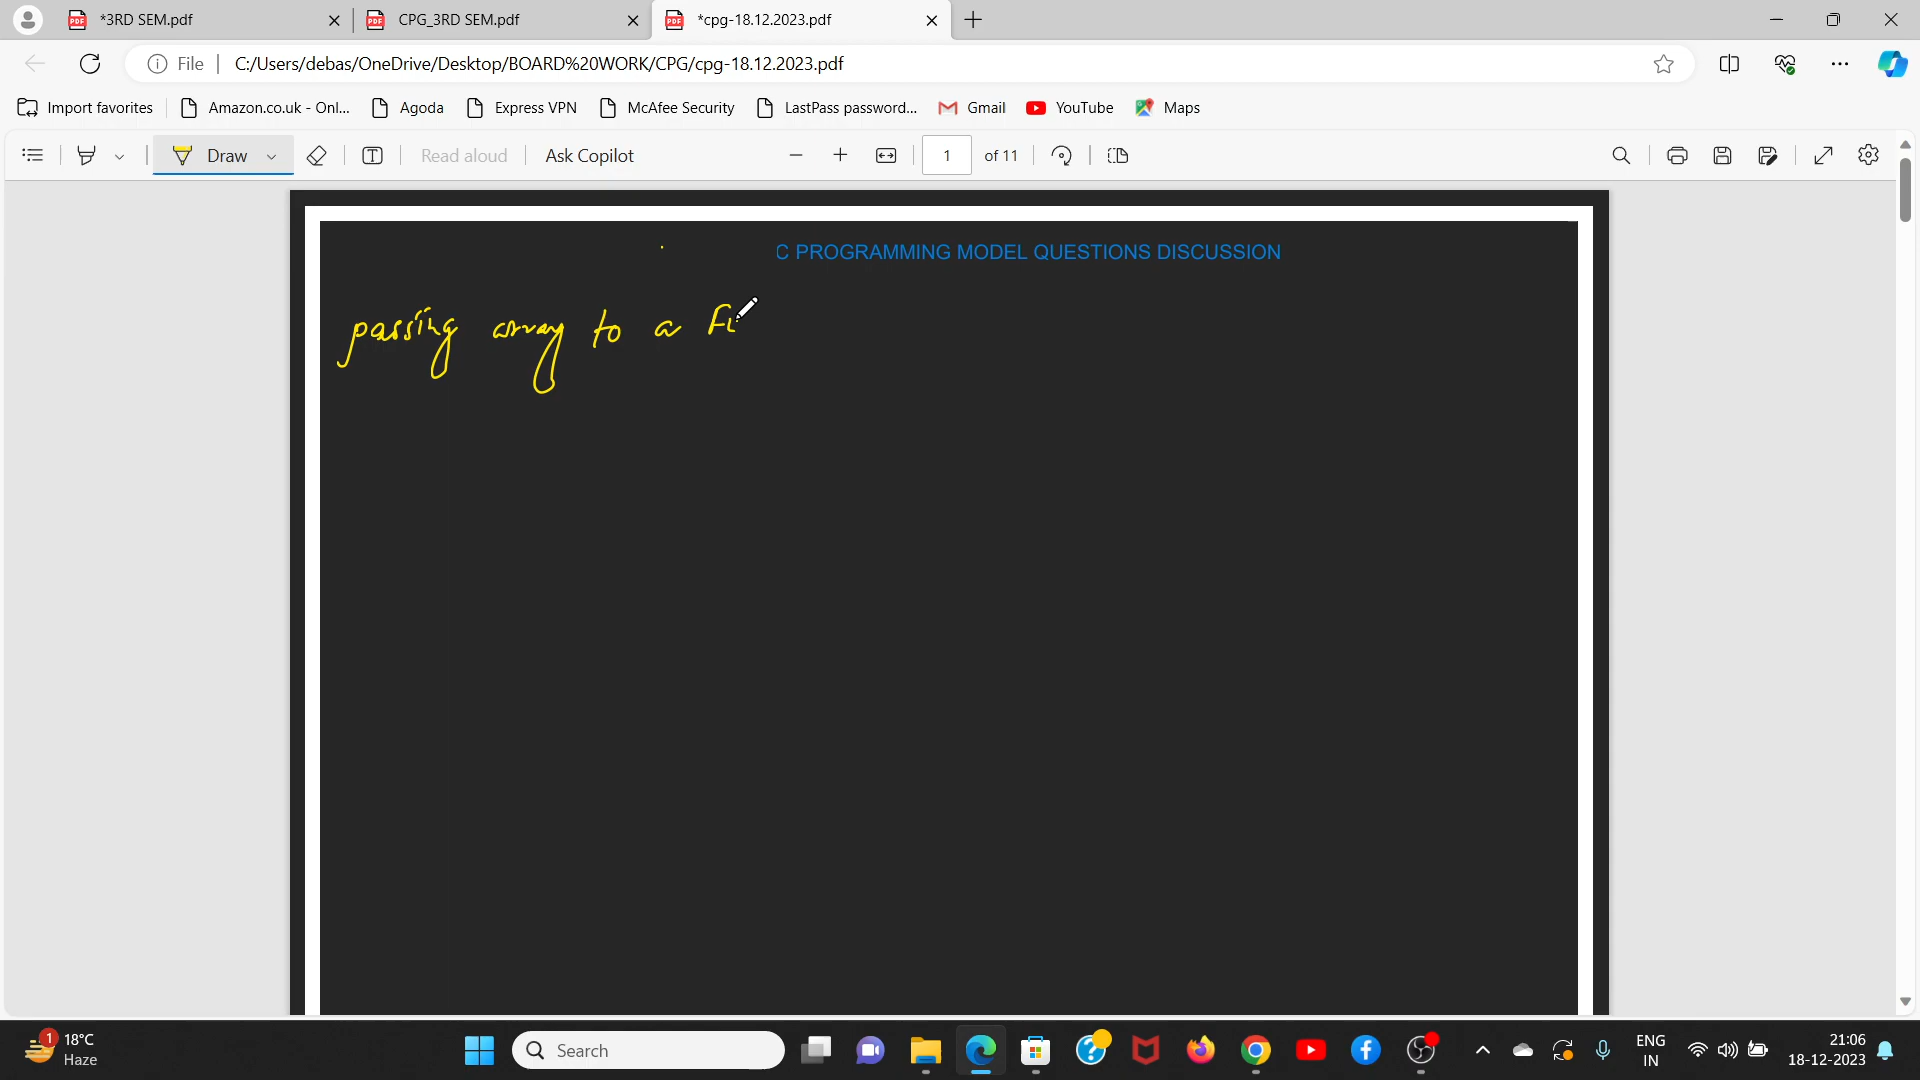 *3RD SEM.pdf
CPG_3RD SEM.pdf
*cpg-18.12.2023.pdf
File
C:/Users/debas/OneDrive/Desktop/BOARD%20WORK/CPG/cpg-18.12.2023.pdf
Import favorites
Amazon.co.uk - Onl...
Agoda
Express VPN
McAfee Security
LastPass password...
Gmail
YouTube
Maps
Draw
Read aloud
Ask Copilot
1
of 11
C PROGRAMMING MODEL QUESTIONS DISCUSSION
passing array to a
1
18°C
Haze
Search
ENG
IN
21:06
18-12-2023